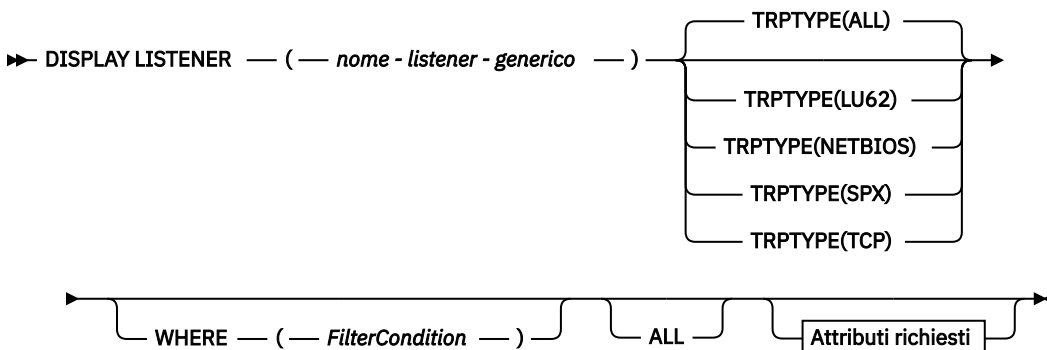 TRPTYPE(ALL)
DISPLAY LISTENER ( nome - listener - generico )
TRPTYPE(LU62)
TRPTYPE(NETBIOS)
TRPTYPE(SPX)
TRPTYPE(TCP)
WHERE ( FilterCondition ) ALL Attributi richiesti